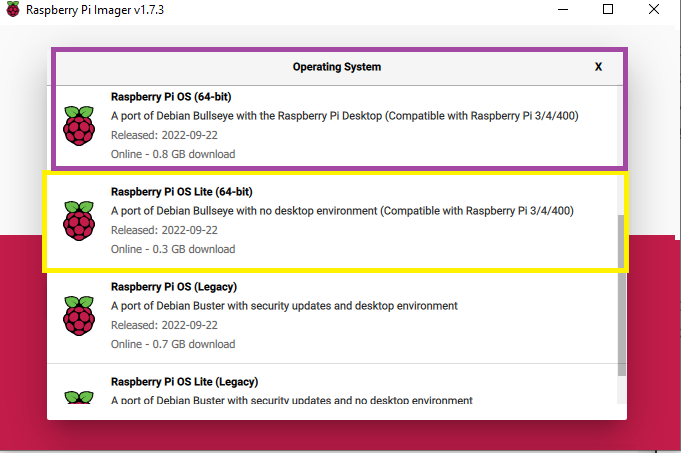 Raspberry Pi Imager v1.7.3
Operating System
X
Raspberry Pi OS (64-bit)
A port of Debian Bullseye with the Raspberry Pi Desktop (Compatible with Raspberry Pi 3/4/400)
Released: 2022-09-22
Online - 0.8 GB download
Raspberry Pi OS Lite (64-bit)
A port of Debian Bullseye with no desktop environment (Compatible with Raspberry Pi 3/4/400)
Released: 2022-09-22
Online - 0.3 GB download
Raspberry Pi OS (Legacy)
A port of Debian Buster with security updates and desktop environment
Released: 2022-09-22
Online - 0.7 GB download
Raspberry Pi OS Lite (Legacy)
A port of Debian Buster with security updates and no desktop environment